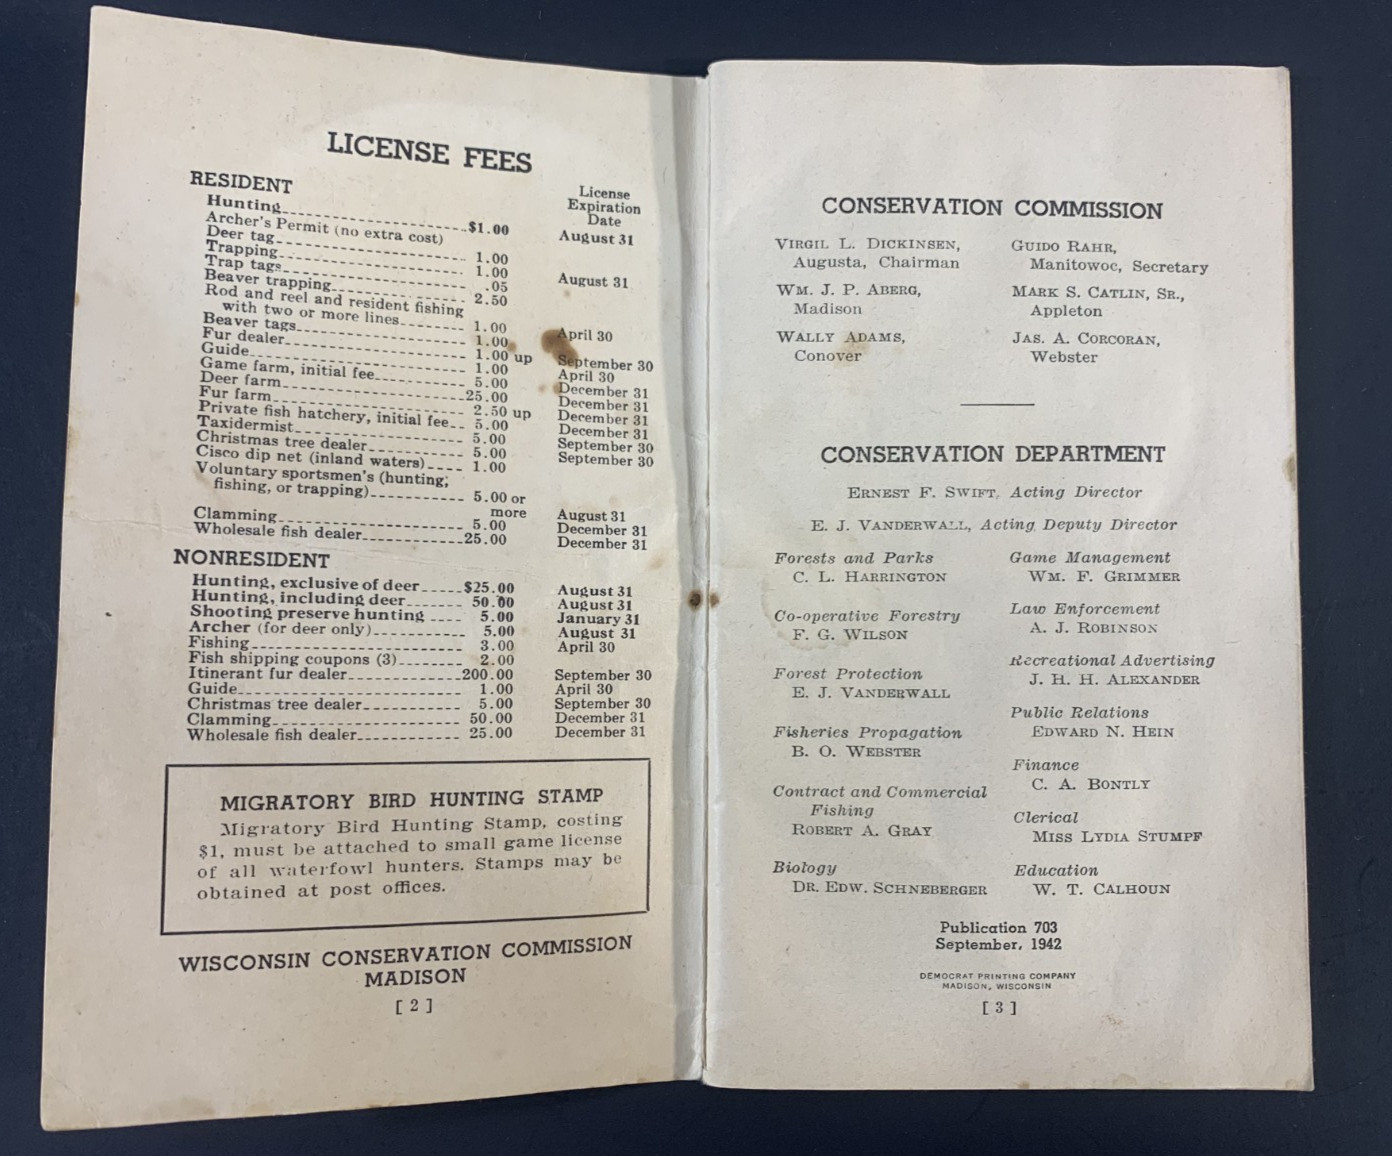 LICENSE FEES
RESIDENT
License
Expiration
Date
Hunting $1.00 August 31
Archer's Permit (no extra cost)
Deer tag 1.00
Trapping 1.00 August 31
Trap tags .05
Beaver trapping 2.50
Rod and reel and resident fishing
with two or more lines 1.00 April 30
Beaver tags 1.00
Fur dealer 1.00 up September 30
Guide 1.00 April 30
Game farm, initial fee 5.00 December 31
Deer farm 25.00 December 31
Fur farm 2.50 up December 31
Private fish hatchery, initial fee 5.00 December 31
Taxidermist 5.00 September 30
Christmas tree dealer 5.00 September 30
Cisco dip net (inland waters) 1.00
Voluntary sportsmen's (hunting,
fishing, or trapping) 5.00 or
more August 31
Clamming 5.00 December 31
Wholesale fish dealer 25.00 December 31
NONRESIDENT
Hunting, exclusive of deer $25.00 August 31
Hunting, including deer 50.00 August 31
Shooting preserve hunting 5.00 January 31
Archer (for deer only) 5.00 August 31
Fishing 3.00 April 30
Fish shipping coupons (3) 2.00
Itinerant fur dealer 200.00 September 30
Guide 1.00 April 30
Christmas tree dealer 5.00 September 30
Clamming 50.00 December 31
Wholesale fish dealer 25.00 December 31
MIGRATORY BIRD HUNTING STAMP
Migratory Bird Hunting Stamp, costing
$1, must be attached to small game license
of all waterfowl hunters. Stamps may be
obtained at post offices.
WISCONSIN CONSERVATION COMMISSION
MADISON
[ 2 ]
CONSERVATION COMMISSION
VIRGIL L. DICKINSEN,
Augusta, Chairman
WM. J. P. ABERG,
Madison
WALLY ADAMS,
Conover
GUIDO RAHR,
Manitowoc, Secretary
MARK S. CATLIN, SR.,
Appleton
JAS. A. CORCORAN,
Webster
CONSERVATION DEPARTMENT
ERNEST F. SWIFT, Acting Director
E. J. VANDERWALL, Acting Deputy Director
Forests and Parks
C. L. HARRINGTON
Co-operative Forestry
F. G. WILSON
Forest Protection
E. J. VANDERWALL
Fisheries Propagation
B. O. WEBSTER
Contract and Commercial
Fishing
ROBERT A. GRAY
Biology
DR. EDW. SCHNEBERGER
Game Management
WM. F. GRIMMER
Law Enforcement
A. J. ROBINSON
Recreational Advertising
J. H. H. ALEXANDER
Public Relations
EDWARD N. HEIN
Finance
C. A. BONTLY
Clerical
MISS LYDIA STUMPF
Education
W. T. CALHOUN
Publication 703
September, 1942
DEMOCRAT PRINTING COMPANY
MADISON, WISCONSIN
[ 3 ]